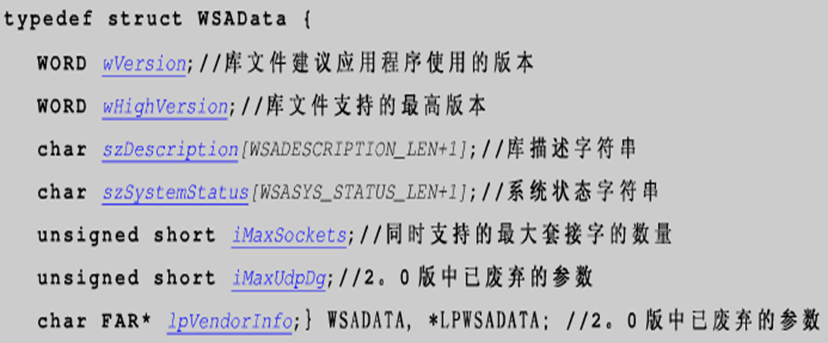 typedef struct WSAData {
WORD wVersion;//库文件建议应用程序使用的版本
WORD wHighVersion;//库文件支持的最高版本
char szDescription[WSADESCRIPTION_LEN+1];//库描述字符串
char szSystemStatus[WSASYS_STATUS_LEN+1];//系统状态字符串
unsigned short iMaxSockets;//同时支持的最大套接字的数量
unsigned short iMaxUdpDg;//2。0版中已废弃的参数
char FAR* lpVendorInfo;} WSADATA, *LPWSADATA; //2。0版中已废弃的参数